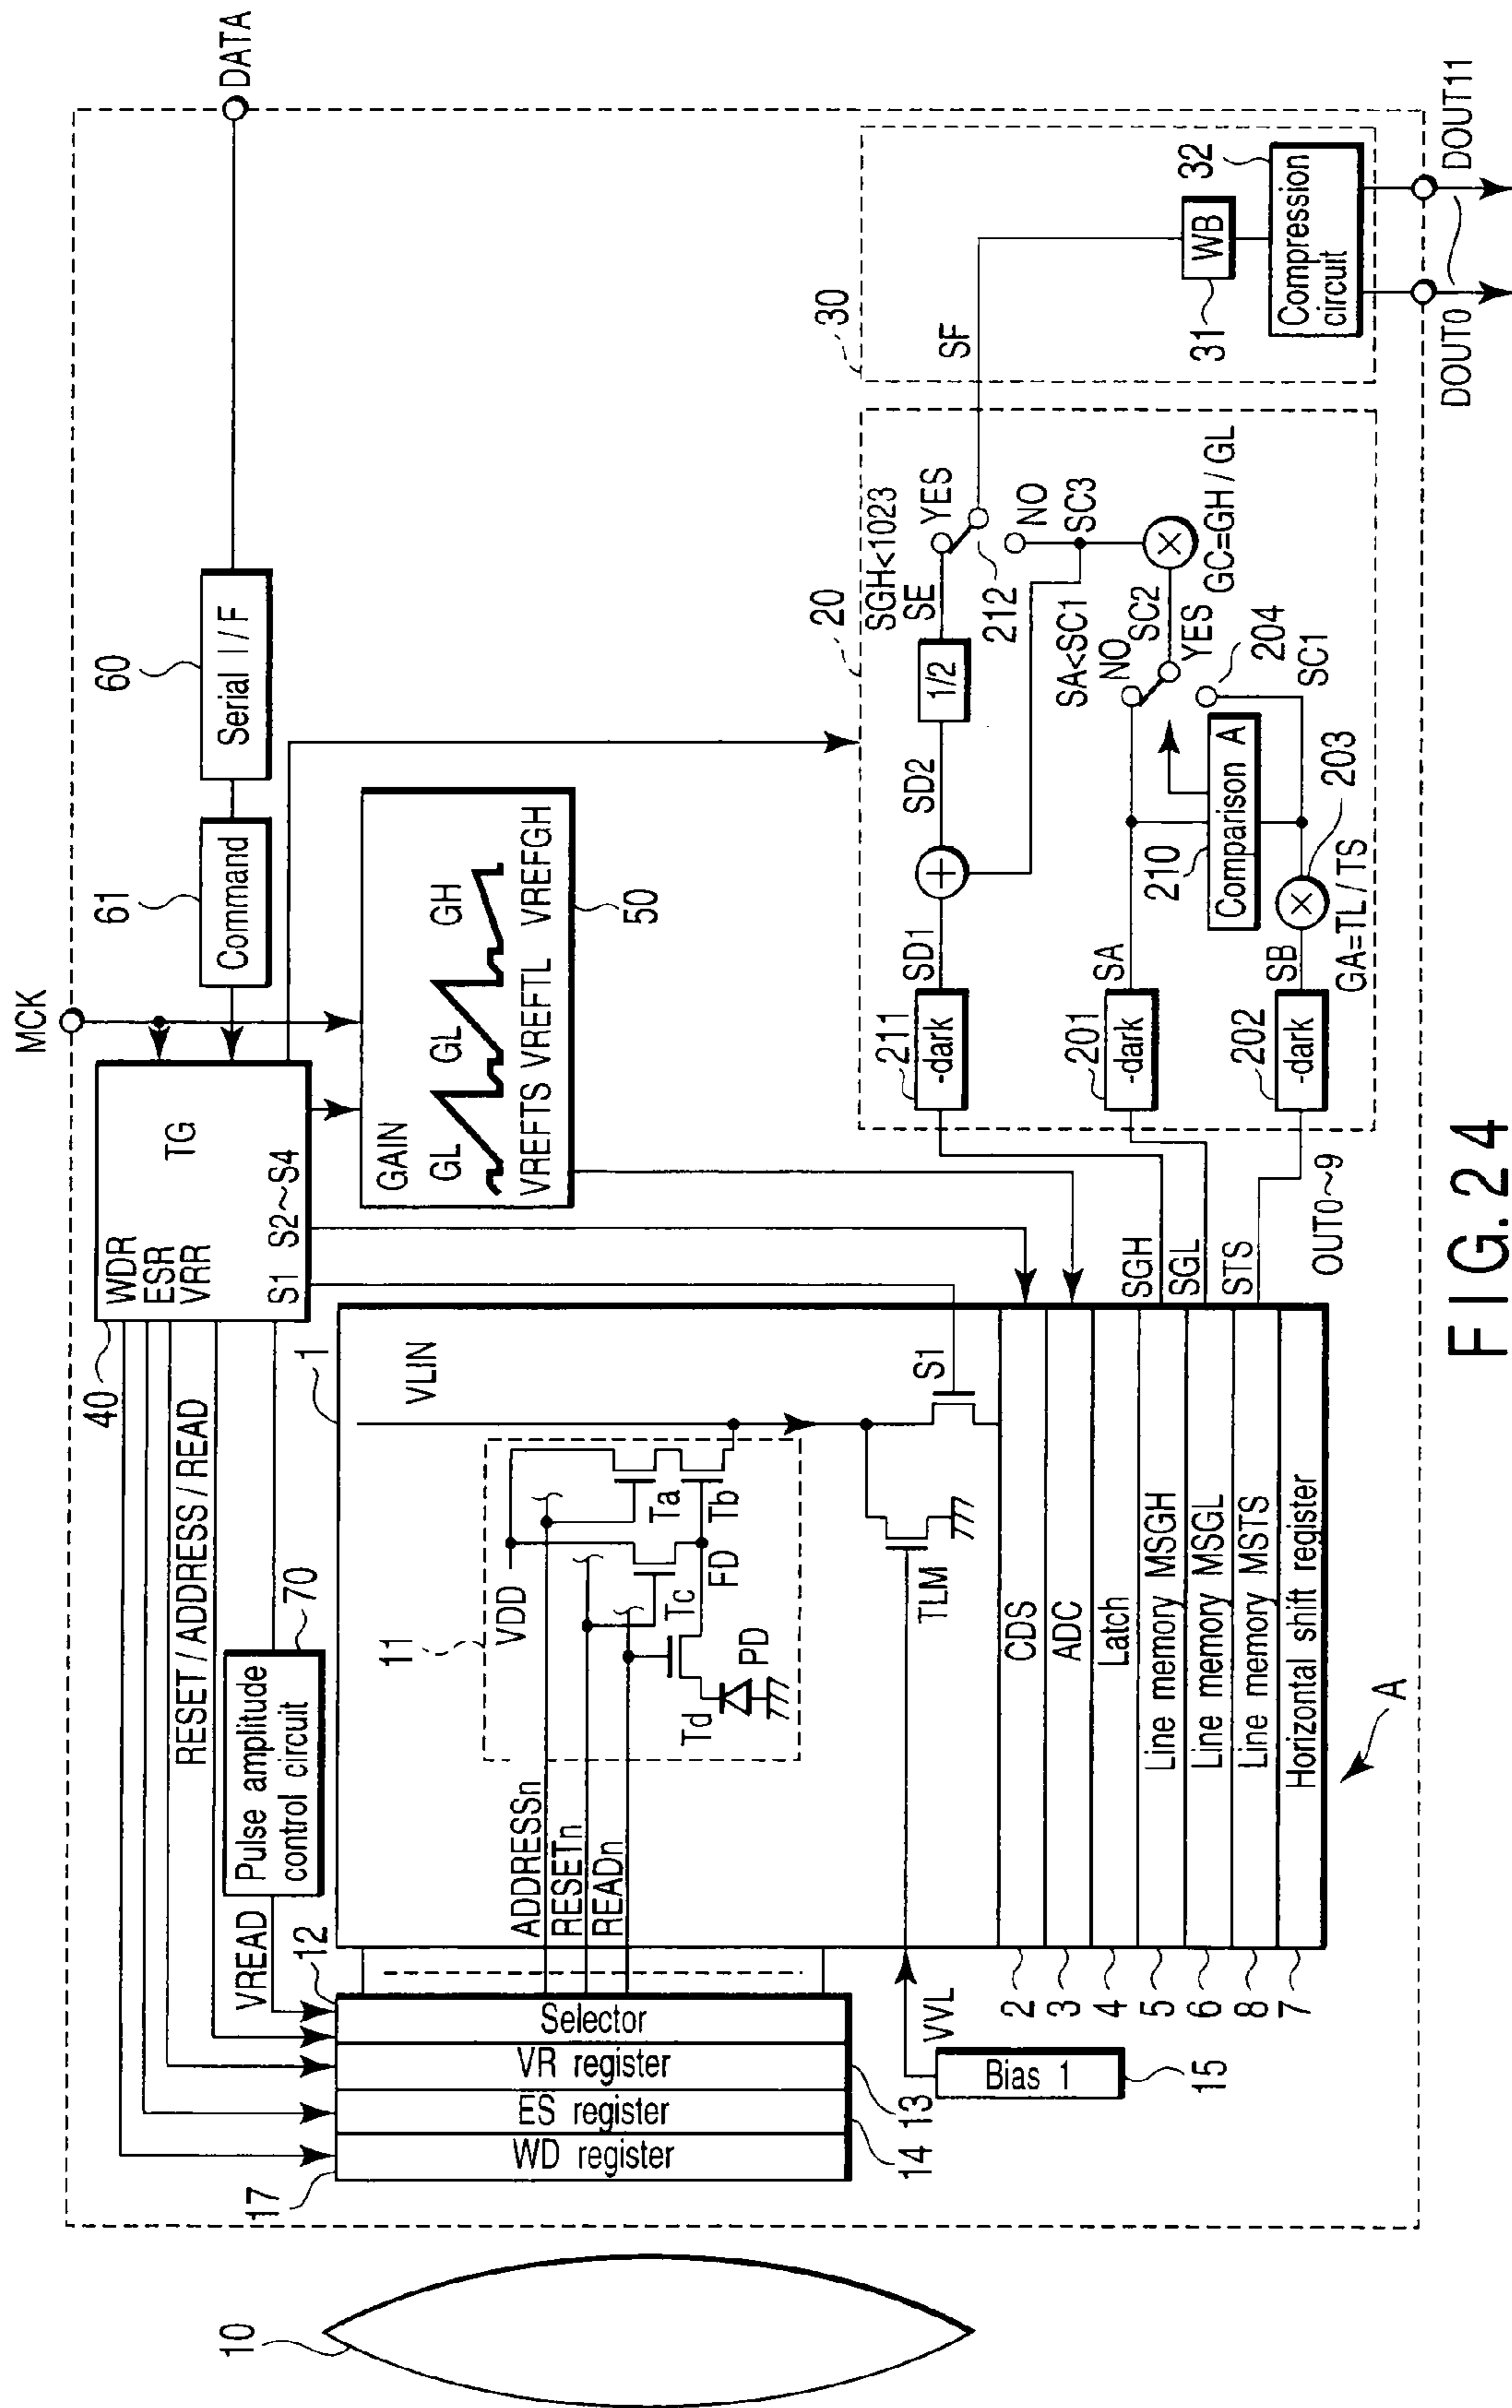 MCK
DATA
40
WDR
ESR
VRR
TG
S1 S2~S4
61
Command
60
Serial I/F
RESET/ADDRESS/READ
70
Pulse amplitude
control circuit
VREAD
GAIN
GL GL GH
VREFTS VREFTL VREFGH
50
10
17
12
Selector
VR register
ES register
WD register
13
14
1
VLIN
11
VDD
ADDRESSn
RESETn
READn
Ta
Tb
Tc
FD
Td
PD
TLM
S1
VVL
Bias 1
15
2
CDS
3
ADC
4
Latch
5
Line memory MSGH
6
Line memory MSGL
8
Line memory MSTS
7
Horizontal shift register
A
SGH
SGL
STS
OUT0~9
20
211
-dark
SD1
+
SD2
1/2
SE
SGH<1023
YES
212
NO
SC3
201
-dark
SA
SA<SC1
NO
SC2
YES
204
×
GC=GH/GL
210
Comparison A
SC1
202
-dark
SB
×
203
GA=TL/TS
30
SF
31
WB
32
Compression
circuit
DOUT0
DOUT11
FIG. 24